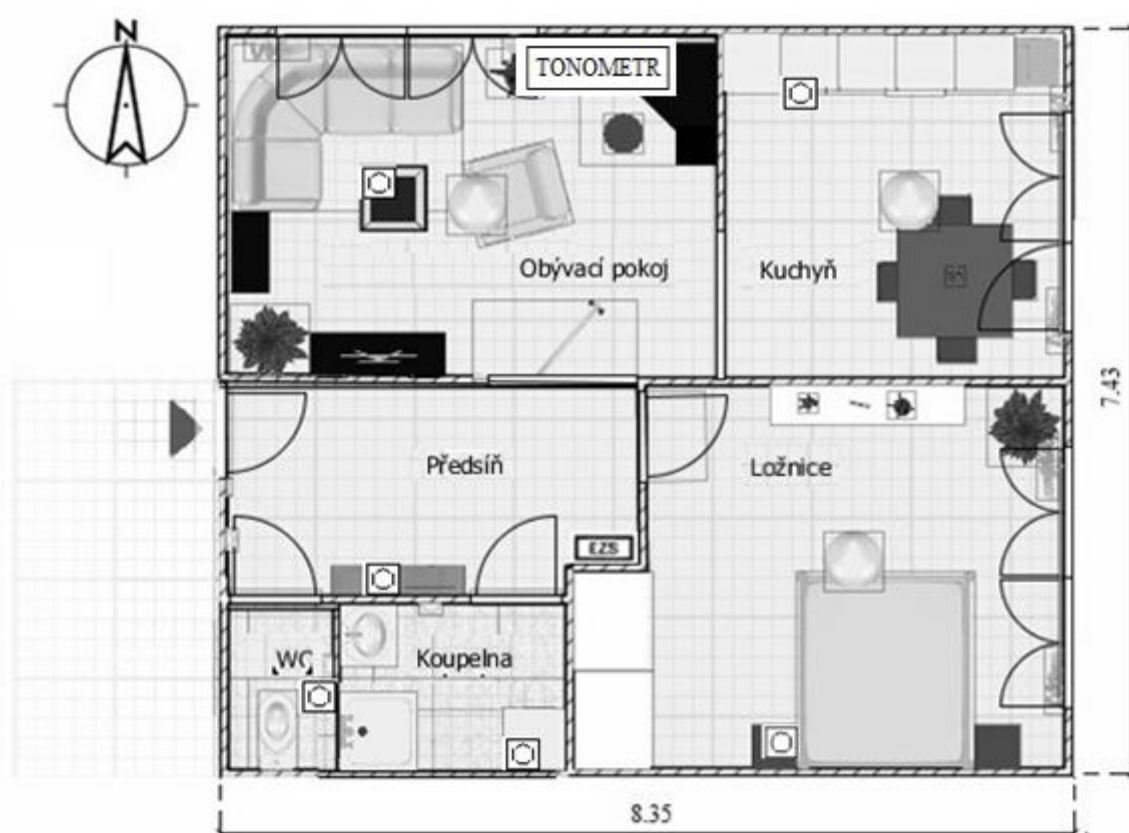 N
TONOMETR
Obývací pokoj
Kuchyň
7.43
Předsíň
Ložnice
EZS
WC
Koupelna
8.35